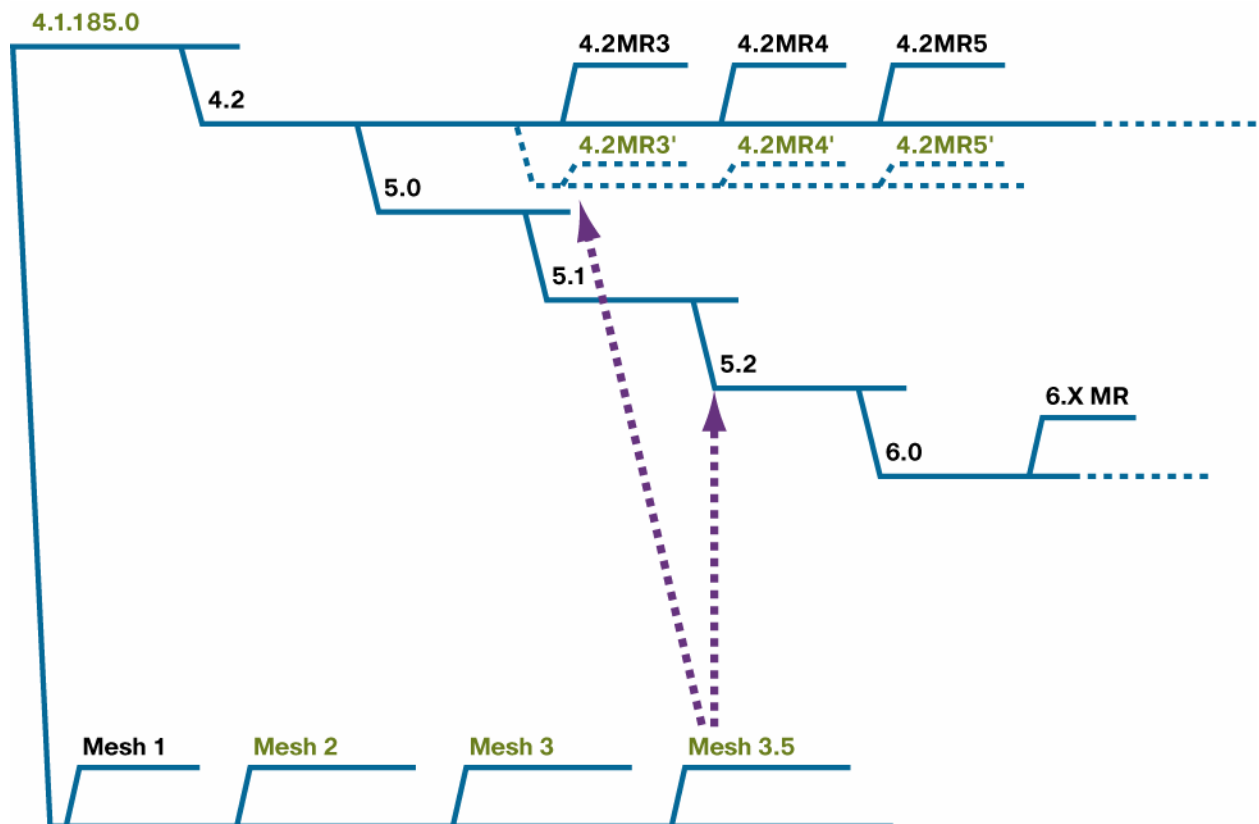 4.1.185.0
4.2MR3
4.2MR4
4.2MR5
4.2
4.2MR3'
4.2MR4'
4.2MR5'
5.0
5.1
5.2
6.X MR
6.0
Mesh 1
Mesh 2
Mesh 3
Mesh 3.5